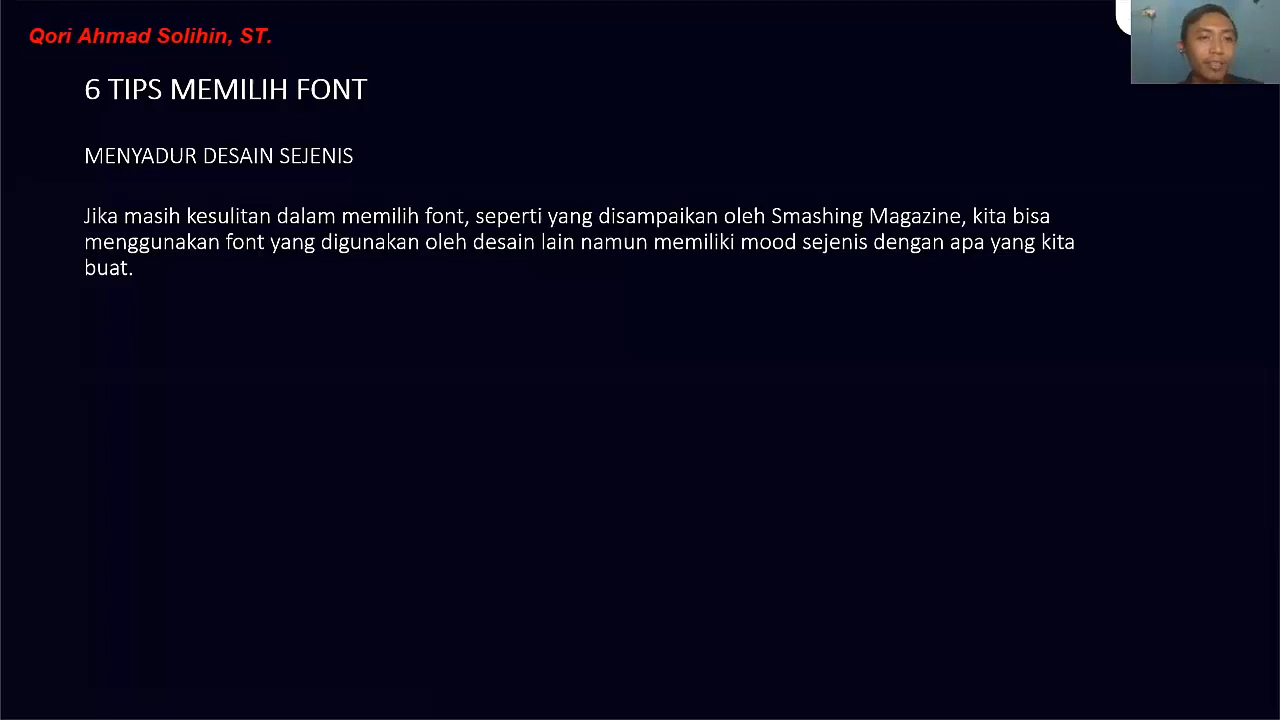 Qori Ahmad Solihin, ST.
6 TIPS MEMILIH FONT
MENYADUR DESAIN SEJENIS
Jika masih kesulitan dalam memilih font, seperti yang disampaikan oleh Smashing Magazine, kita bisa
menggunakan font yang digunakan oleh desain lain namun memiliki mood sejenis dengan apa yang kita
buat.